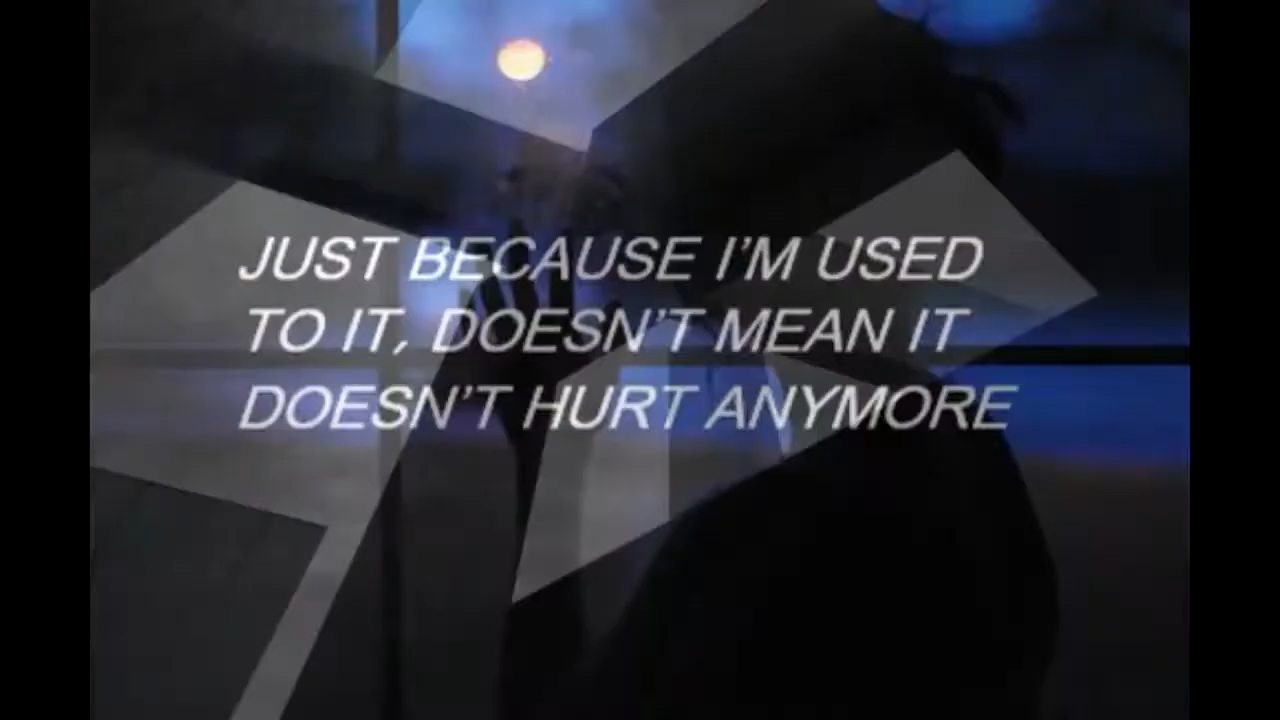 JUST BECAUSE I'M USED
TO IT, DOESN'T MEAN IT
DOESN'T HURT ANYMORE